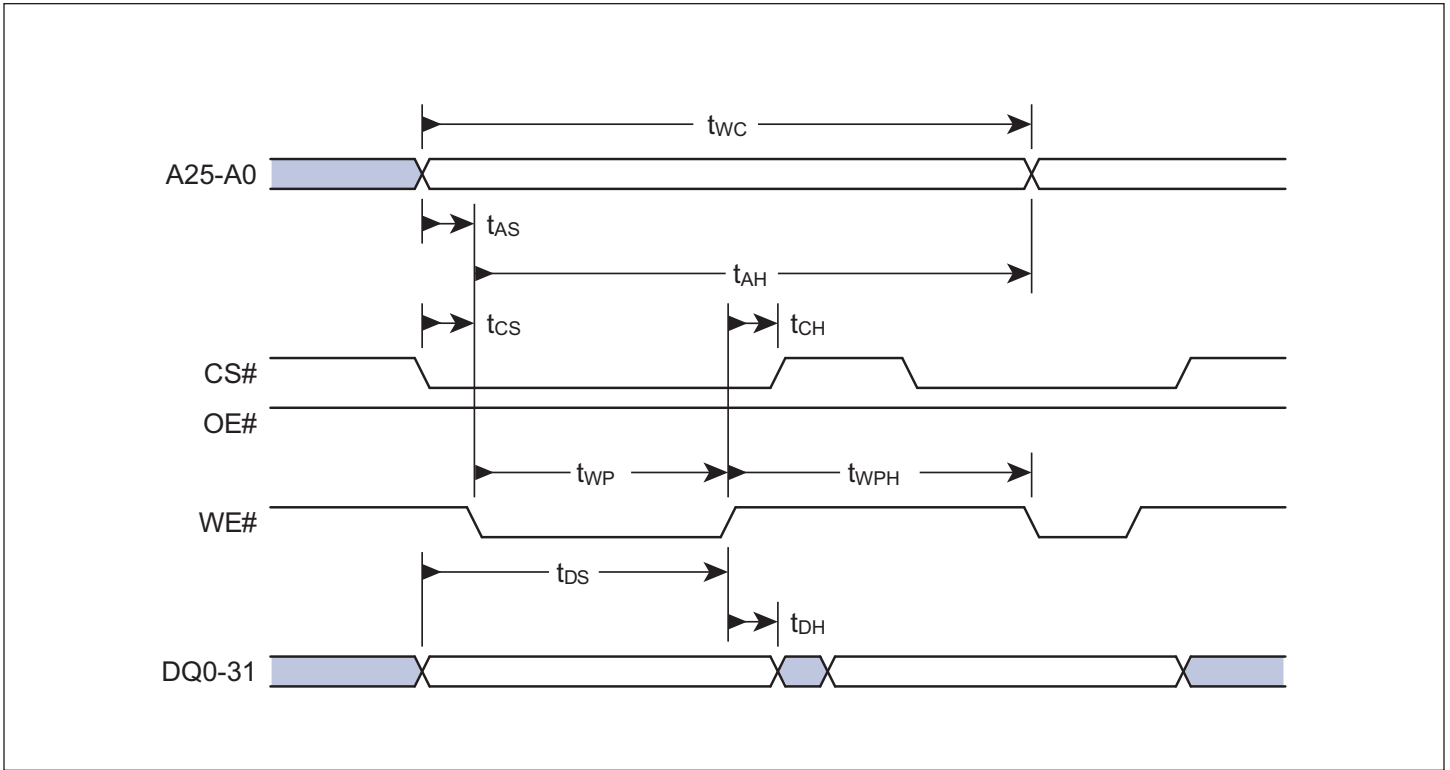 tWC
A25-A0
tAS
tAH
tCS
tCH
CS#
OE#
tWP
tWPH
WE#
tDS
tDH
DQ0-31